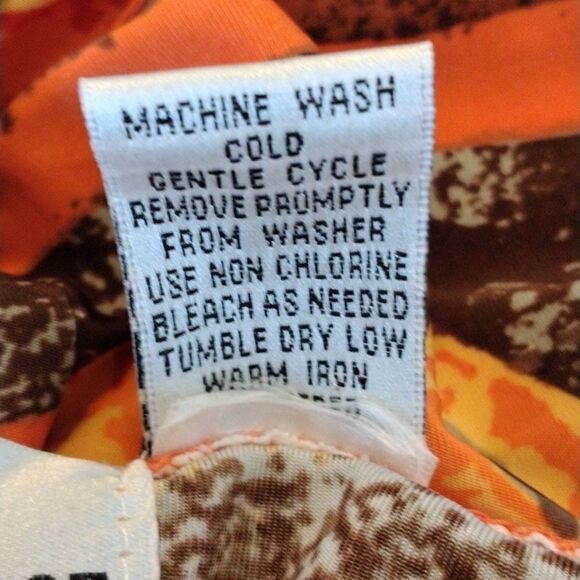 MACHINE WASH
COLD
GENTLE CYCLE
REMOVE PROMPTLY
FROM WASHER
USE NON CHLORINE
BLEACH AS NEEDED
TUMBLE DRY LOW
WARM IRON